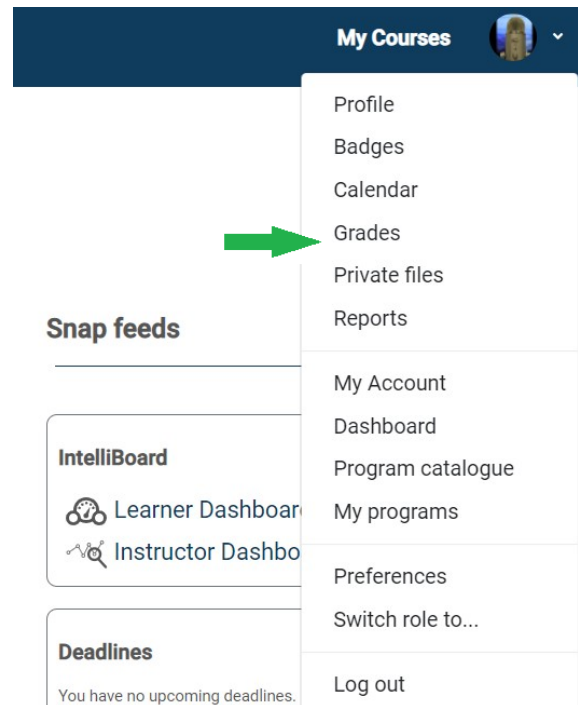 My Courses
Profile
Badges
Calendar
Grades
Private files
Reports
My Account
Dashboard
Program catalogue
My programs
Preferences
Switch role to...
Log out
Snap feeds
IntelliBoard
Learner Dashboar
Instructor Dashbo
Deadlines
You have no upcoming deadlines.